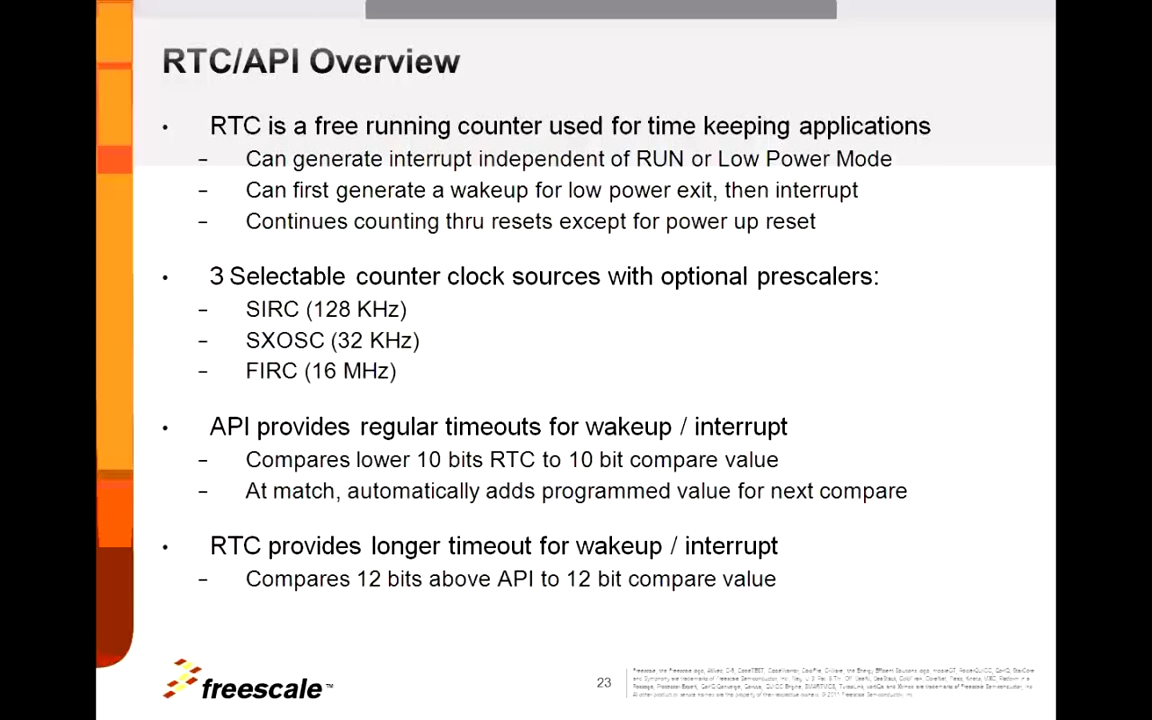 RTC/API Overview
• RTC is a free running counter used for time keeping applications
– Can generate interrupt independent of RUN or Low Power Mode
– Can first generate a wakeup for low power exit, then interrupt
– Continues counting thru resets except for power up reset
• 3 Selectable counter clock sources with optional prescalers:
– SIRC (128 KHz)
– SXOSC (32 KHz)
– FIRC (16 MHz)
• API provides regular timeouts for wakeup / interrupt
– Compares lower 10 bits RTC to 10 bit compare value
– At match, automatically adds programmed value for next compare
• RTC provides longer timeout for wakeup / interrupt
– Compares 12 bits above API to 12 bit compare value
freescale™
23